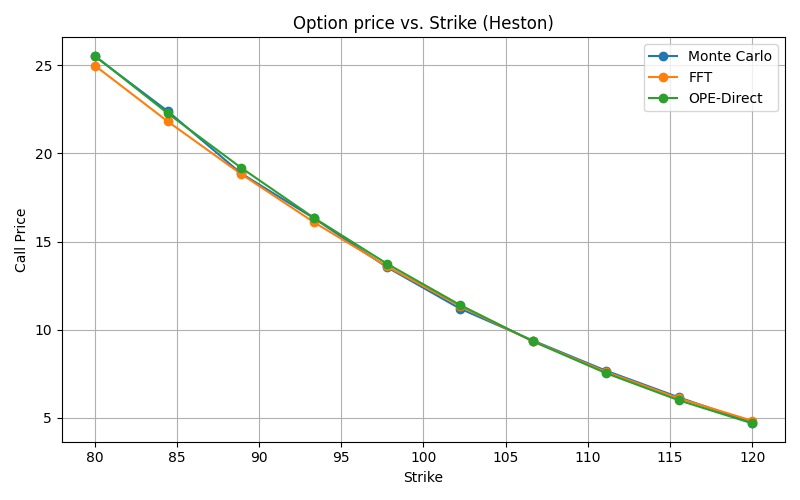 Option price vs. Strike (Heston)
Call Price
25
20
15
10
5
Monte Carlo
FFT
OPE-Direct
80 85 90 95 100 105 110 115 120
Strike